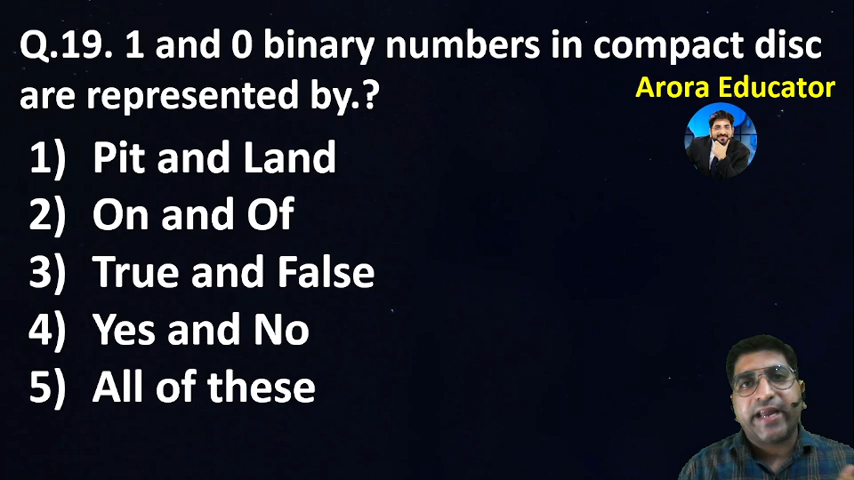 Q.19. 1 and 0 binary numbers in compact disc
are represented by.?
Arora Educator
1) Pit and Land
2) On and Of
3) True and False
4) Yes and No
5) All of these